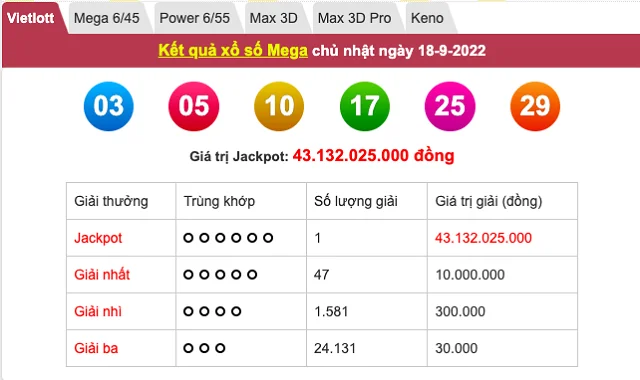 Vietlott Mega 6/45 Power 6/55 Max 3D Max 3D Pro Keno
Kết quả xổ số Mega chủ nhật ngày 18-9-2022
03 05 10 17 25 29
Giá trị Jackpot: 43.132.025.000 đồng
Giải thưởng Trùng khớp Số lượng giải Giá trị giải (đồng)
Jackpot 1 43.132.025.000
Giải nhất 47 10.000.000
Giải nhì 1.581 300.000
Giải ba 24.131 30.000